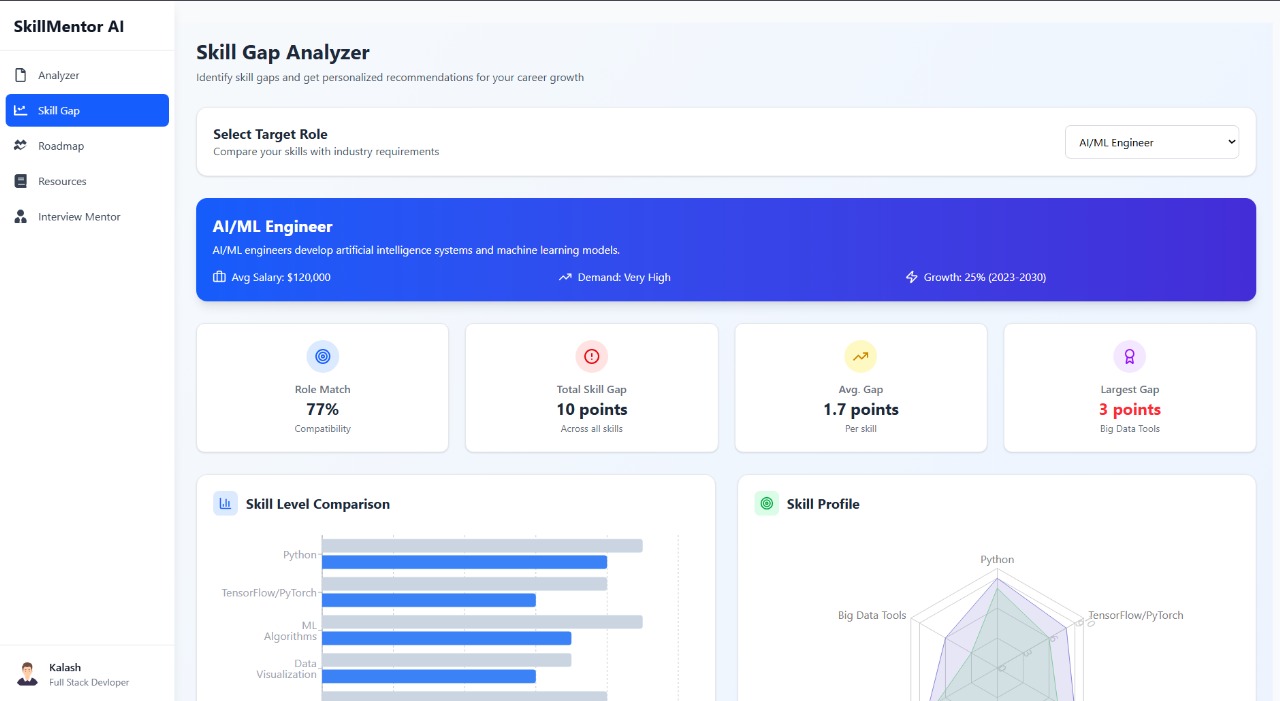 SkillMentor AI
Analyzer
Skill Gap
Roadmap
Resources
Interview Mentor
Kalash
Full Stack Devloper
Skill Gap Analyzer
Identify skill gaps and get personalized recommendations for your career growth
Select Target Role
Compare your skills with industry requirements
AI/ML Engineer
AI/ML Engineer
AI/ML engineers develop artificial intelligence systems and machine learning models.
Avg Salary: $120,000
Demand: Very High
Growth: 25% (2023-2030)
Role Match
77%
Compatibility
Total Skill Gap
10 points
Across all skills
Avg. Gap
1.7 points
Per skill
Largest Gap
3 points
Big Data Tools
Skill Level Comparison
Python
TensorFlow/PyTorch
ML
Algorithms
Data
Visualization
Skill Profile
Python
Big Data Tools
TensorFlow/PyTorch